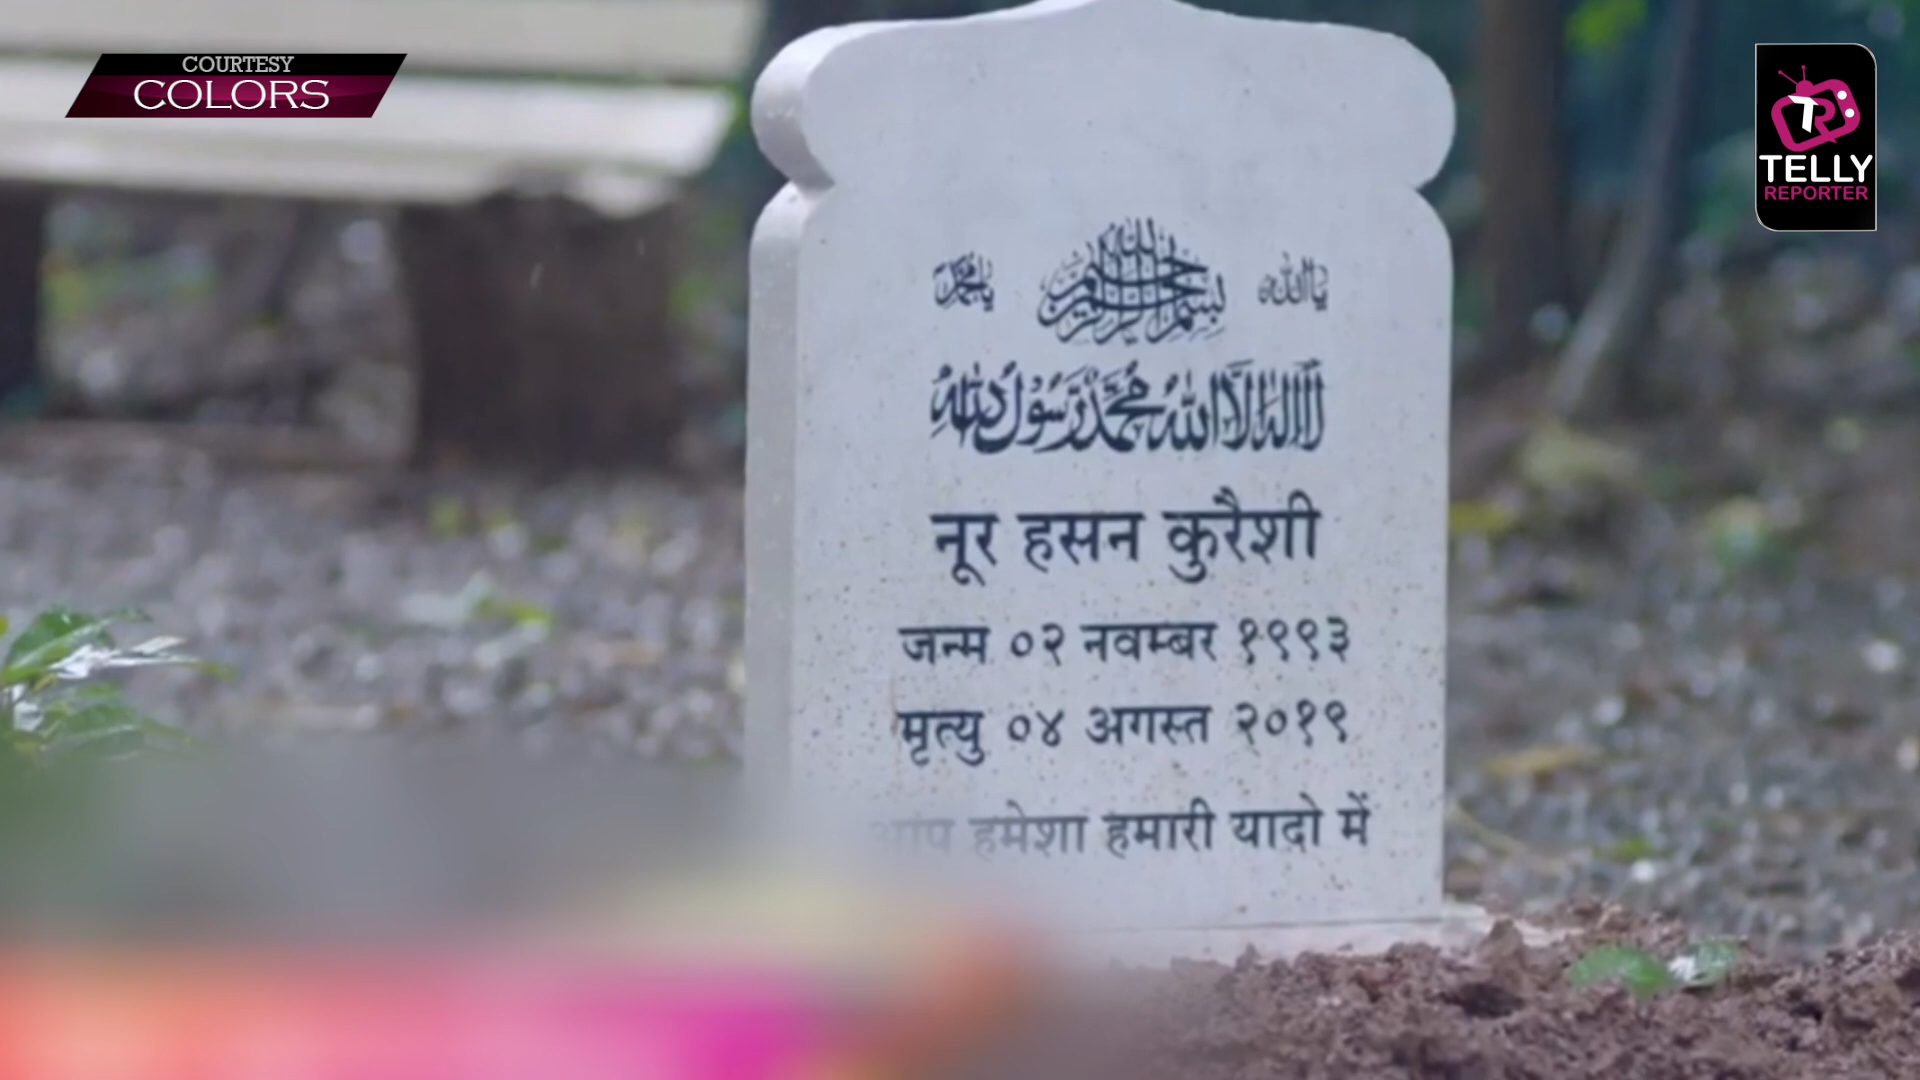 COURTESY
COLORS
TELLY
REPORTER
يا الله بسم الله الرحمن الرحيم يا محمد
لا اله الا الله محمد رسول الله
नूर हसन कुरैशी
जन्म ०२ नवम्बर १९९३
मृत्यु ०४ अगस्त २०१९
आप हमेशा हमारी यादो में